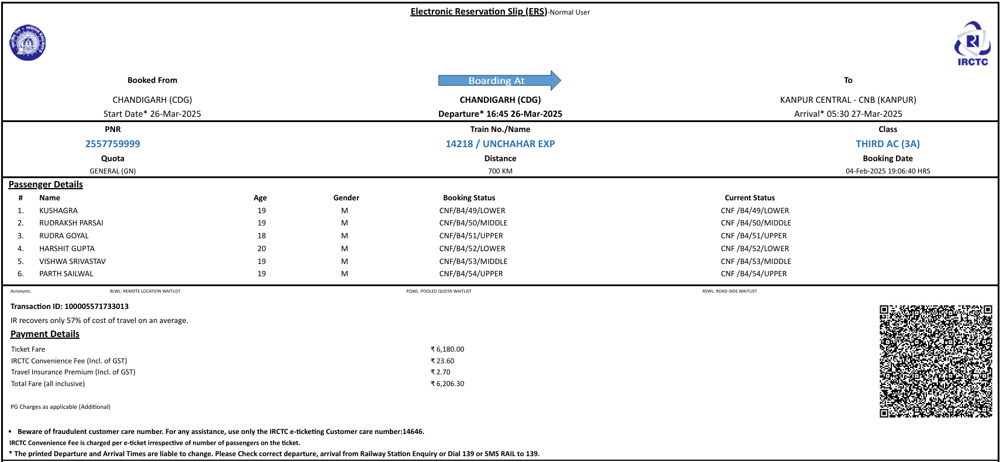 Electronic Reservation Slip (ERS)-Normal User
INDIAN RAILWAYS
IRCTC
Booked From Boarding At To
CHANDIGARH (CDG) CHANDIGARH (CDG) KANPUR CENTRAL - CNB (KANPUR)
Start Date* 26-Mar-2025 Departure* 16:45 26-Mar-2025 Arrival* 05:30 27-Mar-2025
PNR Train No./Name Class
2557759999 14218 / UNCHAHAR EXP THIRD AC (3A)
Quota Distance Booking Date
GENERAL (GN) 700 KM 04-Feb-2025 19:06:40 HRS
Passenger Details
# Name Age Gender Booking Status Current Status
1. KUSHAGRA 19 M CNF/B4/49/LOWER CNF /B4/49/LOWER
2. RUDRAKSH PARSAI 19 M CNF/B4/50/MIDDLE CNF /B4/50/MIDDLE
3. RUDRA GOYAL 18 M CNF/B4/51/UPPER CNF /B4/51/UPPER
4. HARSHIT GUPTA 20 M CNF/B4/52/LOWER CNF /B4/52/LOWER
5. VISHWA SRIVASTAV 19 M CNF/B4/53/MIDDLE CNF /B4/53/MIDDLE
6. PARTH SAILWAL 19 M CNF/B4/54/UPPER CNF /B4/54/UPPER
Acronyms: RLWL: REMOTE LOCATION WAITLIST PQWL: POOLED QUOTA WAITLIST RSWL: ROAD-SIDE WAITLIST
Transaction ID: 100005571733013
IR recovers only 57% of cost of travel on an average.
Payment Details
Ticket Fare ₹ 6,180.00
IRCTC Convenience Fee (Incl. of GST) ₹ 23.60
Travel Insurance Premium (Incl. of GST) ₹ 2.70
Total Fare (all inclusive) ₹ 6,206.30
PG Charges as applicable (Additional)
• Beware of fraudulent customer care number. For any assistance, use only the IRCTC e-ticketing Customer care number:14646.
IRCTC Convenience Fee is charged per e-ticket irrespective of number of passengers on the ticket.
* The printed Departure and Arrival Times are liable to change. Please Check correct departure, arrival from Railway Station Enquiry or Dial 139 or SMS RAIL to 139.